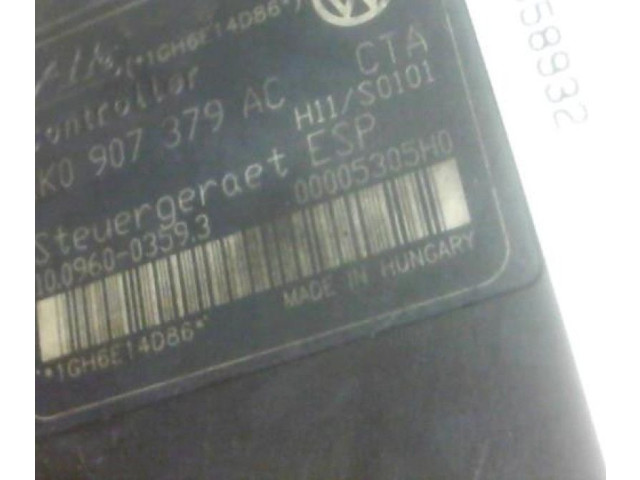 *1GH6E14D86*
Controller CTA
K0 907 379 AC H11/S0101
Steuergeraet ESP
10.0960-0359.3 00005305H0
*1GH6E14D86*
MADE IN HUNGARY
58932